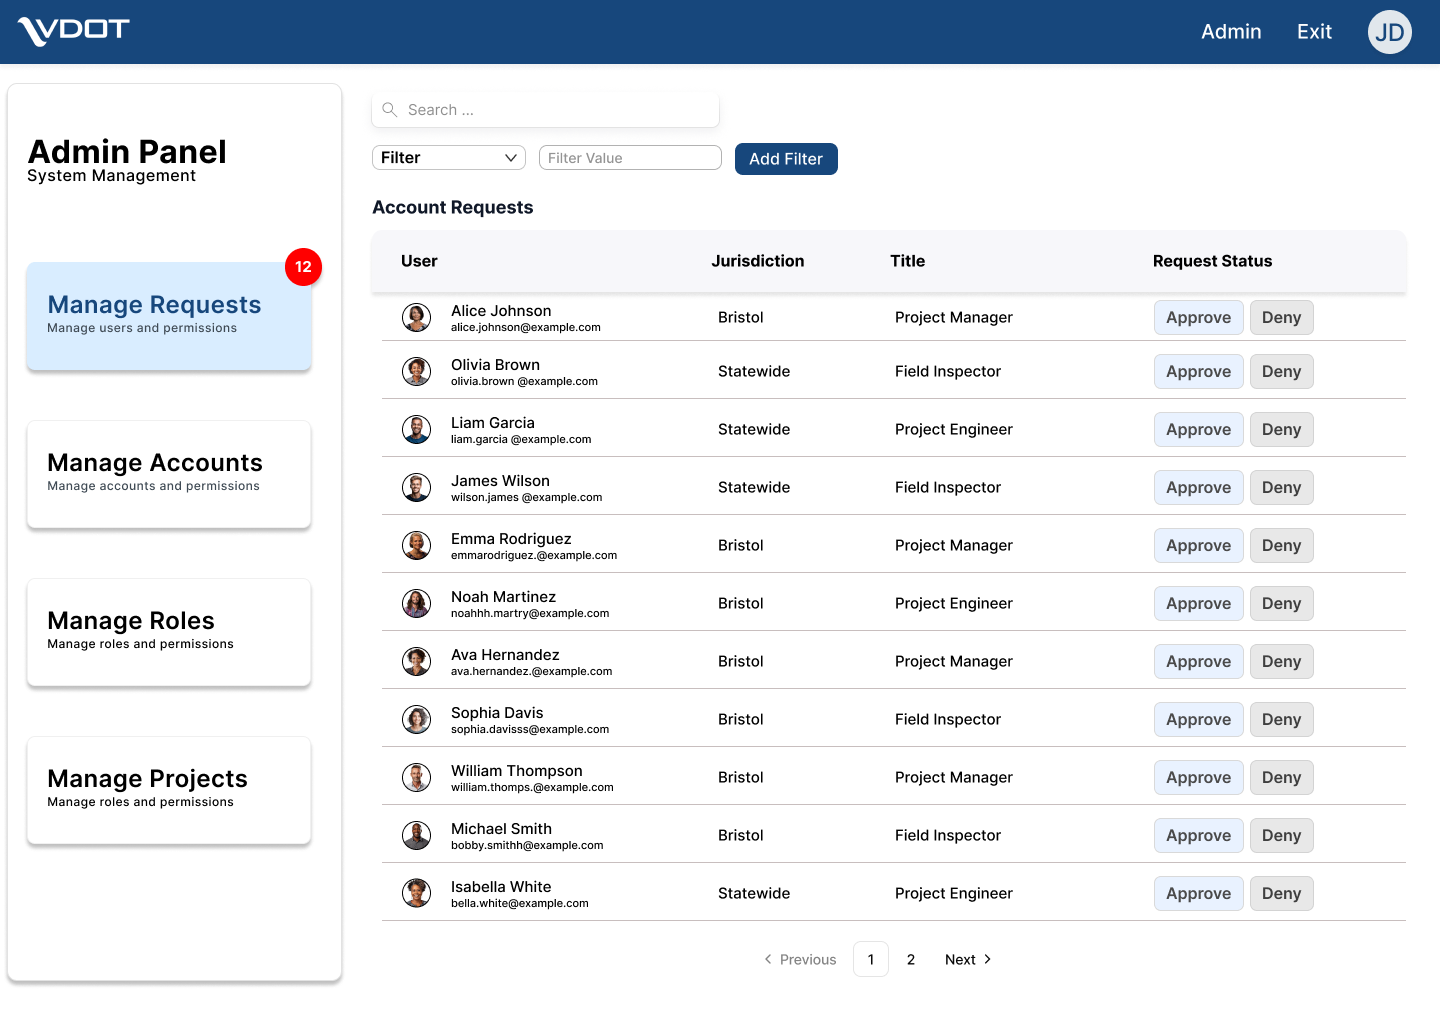 VDOT
Admin Exit JD
Admin Panel
System Management
12
Manage Requests
Manage users and permissions
Manage Accounts
Manage accounts and permissions
Manage Roles
Manage roles and permissions
Manage Projects
Manage roles and permissions
Search ...
Filter Filter Value Add Filter
Account Requests
User Jurisdiction Title Request Status
Alice Johnson
alice.johnson@example.com
Bristol Project Manager Approve Deny
Olivia Brown
olivia.brown @example.com
Statewide Field Inspector Approve Deny
Liam Garcia
liam.garcia @example.com
Statewide Project Engineer Approve Deny
James Wilson
wilson.james @example.com
Statewide Field Inspector Approve Deny
Emma Rodriguez
emmarodriguez.@example.com
Bristol Project Manager Approve Deny
Noah Martinez
noahhh.martry@example.com
Bristol Project Engineer Approve Deny
Ava Hernandez
ava.hernandez.@example.com
Bristol Project Manager Approve Deny
Sophia Davis
sophia.davisss@example.com
Bristol Field Inspector Approve Deny
William Thompson
william.thomps.@example.com
Bristol Project Manager Approve Deny
Michael Smith
bobby.smithh@example.com
Bristol Field Inspector Approve Deny
Isabella White
bella.white@example.com
Statewide Project Engineer Approve Deny
Previous 1 2 Next